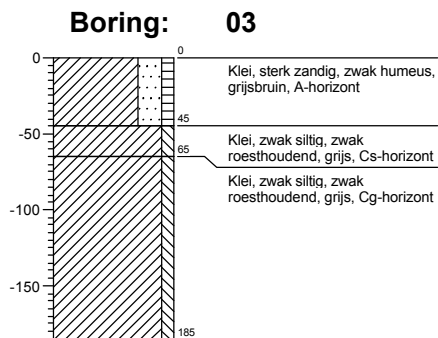 Boring: 03
0
0
Klei, sterk zandig, zwak humeus,
grijsbruin, A-horizont
45
-50
Klei, zwak siltig, zwak
roesthoudend, grijs, Cs-horizont
65
Klei, zwak siltig, zwak
roesthoudend, grijs, Cg-horizont
-100
-150
185